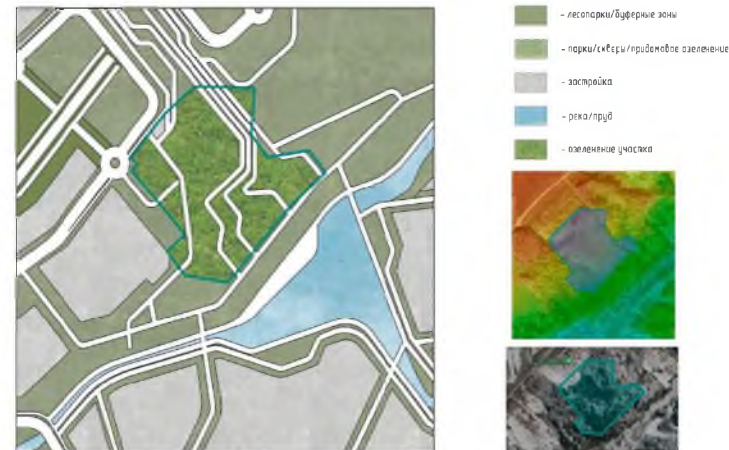 - лесопарки/буферные зоны
- парки/скверы/придомовое озеленение
- застройка
- река/пруд
- озеленение участка